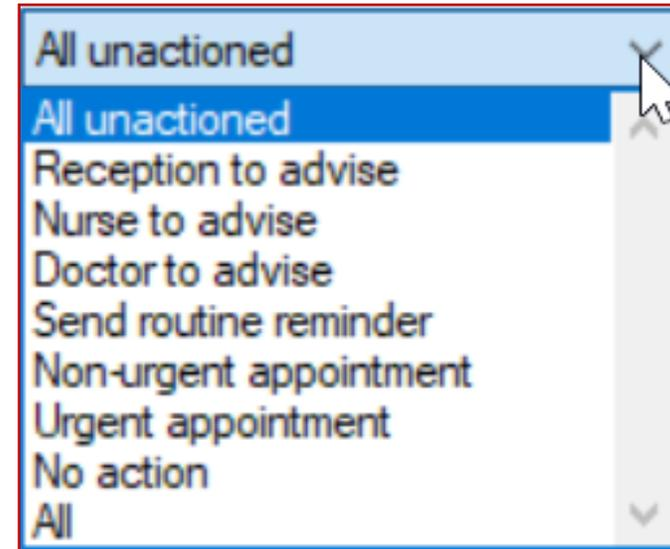 All unactioned
All unactioned
Reception to advise
Nurse to advise
Doctor to advise
Send routine reminder
Non-urgent appointment
Urgent appointment
No action
All